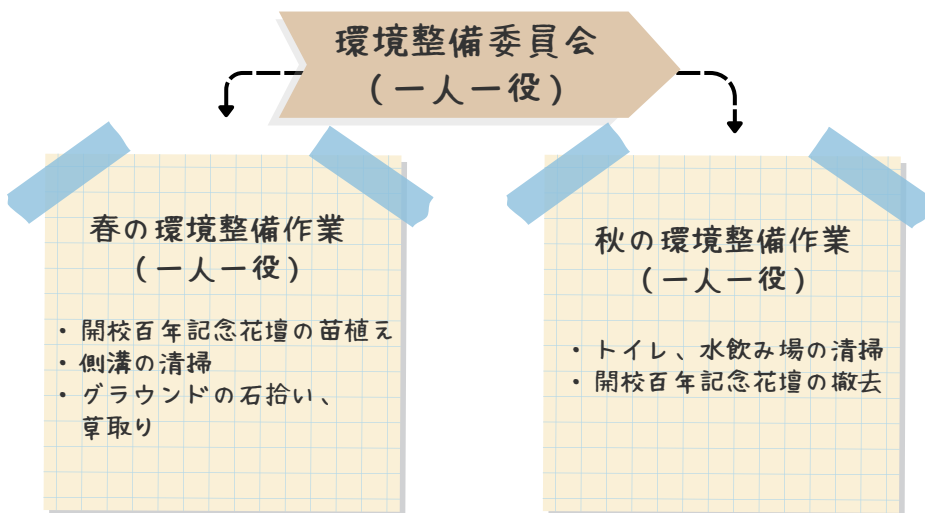 環境整備委員会
(一人一役)
春の環境整備作業
(一人一役)
・開校百年記念花壇の苗植え
・側溝の清掃
・グラウンドの石拾い、
草取り
秋の環境整備作業
(一人一役)
・トイレ、水飲み場の清掃
・開校百年記念花壇の撤去